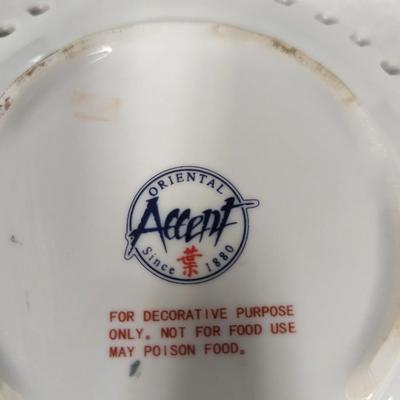 ORIENTAL
Accent
葉
Since 1880
FOR DECORATIVE PURPOSE
ONLY. NOT FOR FOOD USE
MAY POISON FOOD.